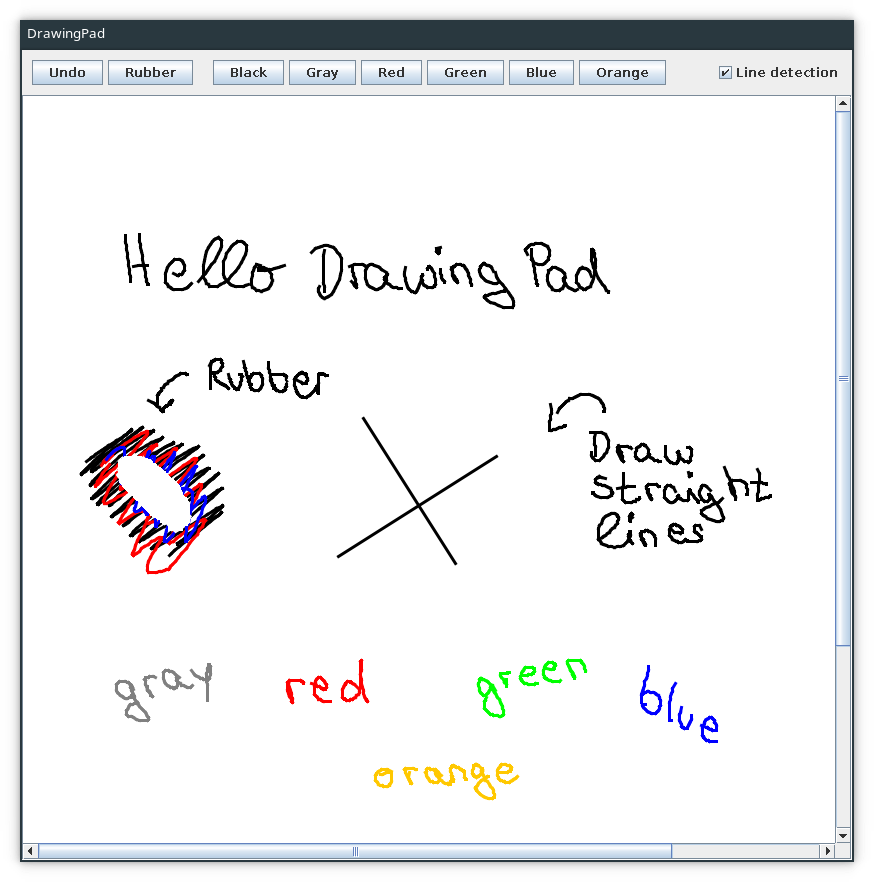 DrawingPad
Undo Rubber Black Gray Red Green Blue Orange Line detection
Hello Drawing Pad
Rubber
Draw
straight
lines
gray red green blue
orange